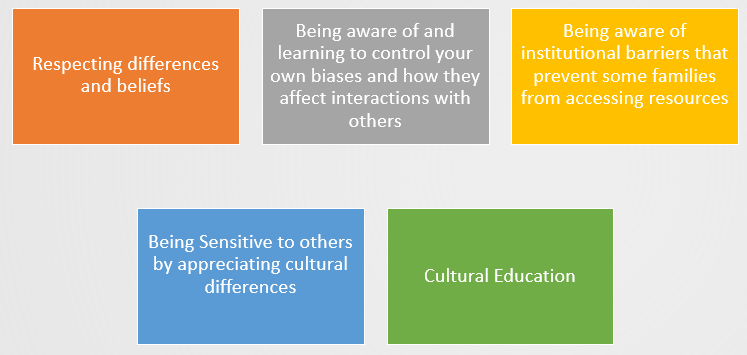 Respecting differences
and beliefs
Being aware of and
learning to control your
own biases and how they
affect interactions with
others
Being aware of
institutional barriers that
prevent some families
from accessing resources
Being Sensitive to others
by appreciating cultural
differences
Cultural Education